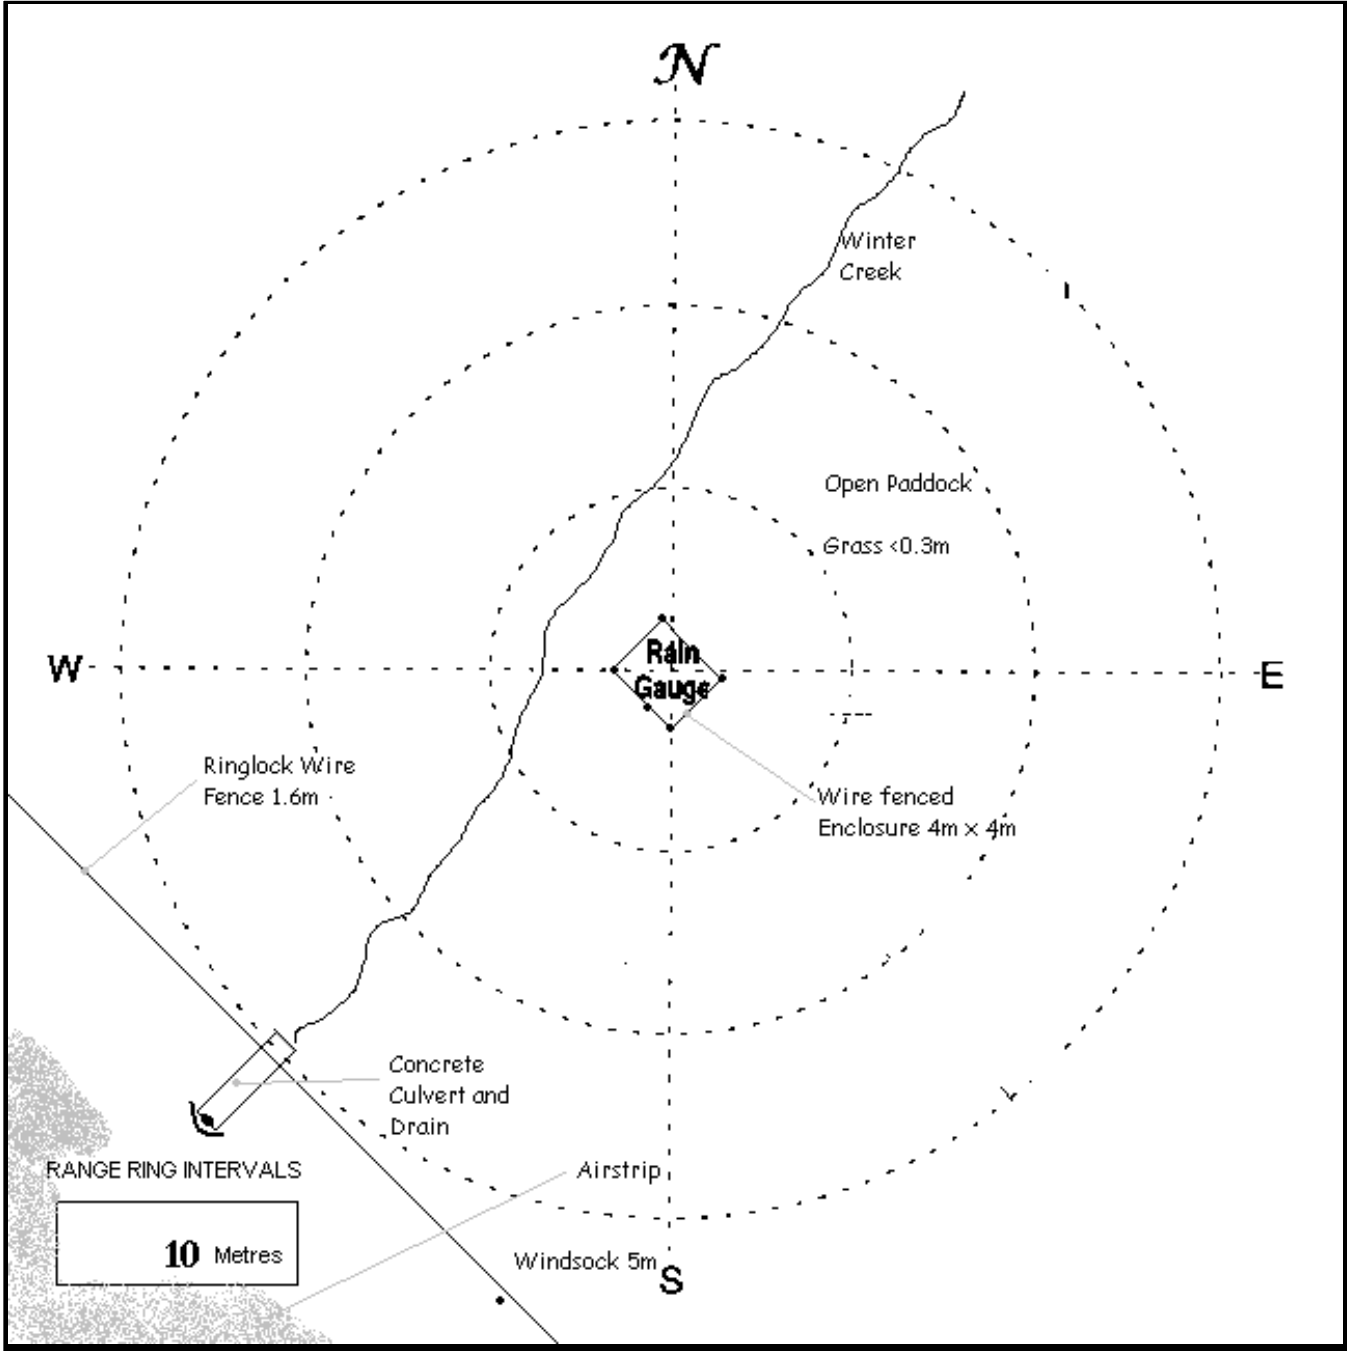 N
Winter
Creek
Open Paddock
Grass <0.3m
Rain
Gauge
W
E
Ringlock Wire
Fence 1.6m
Wire fenced
Enclosure 4m x 4m
Concrete
Culvert and
Drain
RANGE RING INTERVALS
10 Metres
Airstrip
Windsock 5m
S